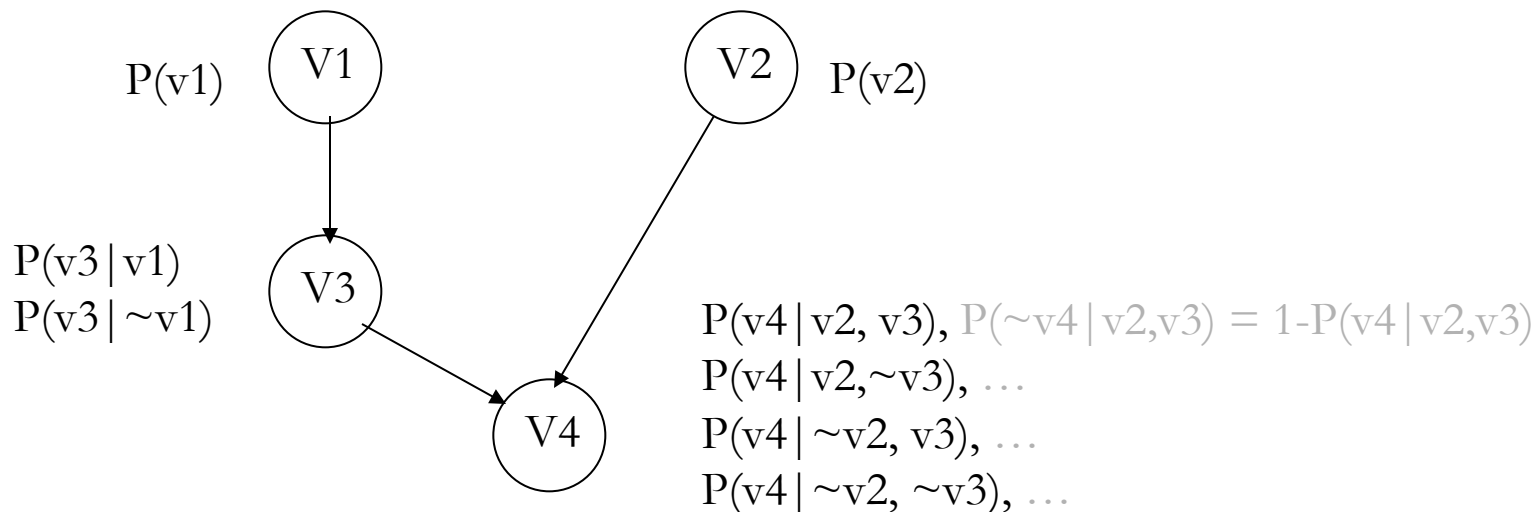 V1
V2
P(v1)
P(v2)
P(v3|v1)
P(v3|~v1)
V3
P(v4|v2, v3), P(~v4|v2,v3) = 1-P(v4|v2,v3)
P(v4|v2,~v3), …
V4
P(v4|~v2, v3), …
P(v4|~v2, ~v3), …